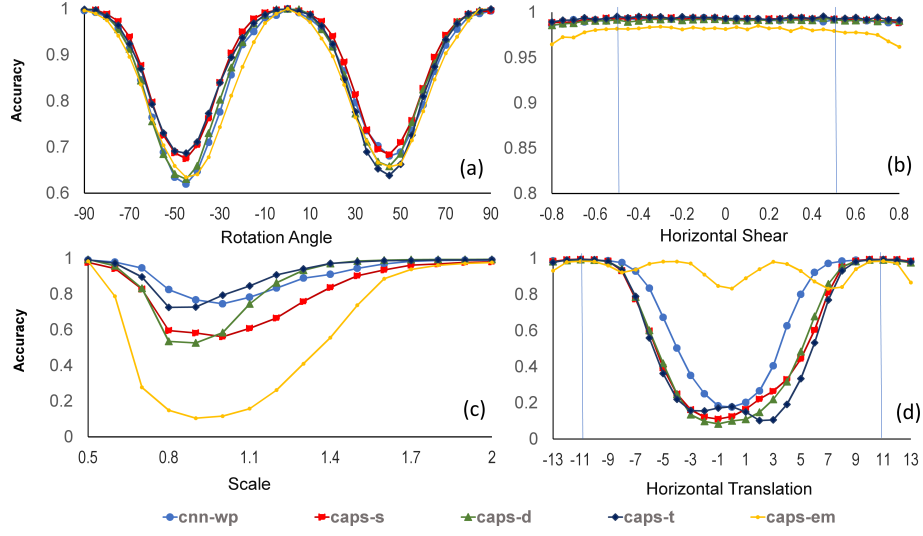 1
0.9
0.8
0.7
0.6
Accuracy
(a)
-90 -70 -50 -30 -10 10 30 50 70 90
Rotation Angle
1
0.95
0.9
0.85
0.8
(b)
-0.8 -0.6 -0.4 -0.2 0 0.2 0.4 0.6 0.8
Horizontal Shear
1
0.8
0.6
0.4
0.2
0
Accuracy
(c)
0.5 0.8 1.1 1.4 1.7 2
Scale
1
0.8
0.6
0.4
0.2
0
(d)
-13 -11 -9 -7 -5 -3 -1 1 3 5 7 9 11 13
Horizontal Translation
cnn-wp caps-s caps-d caps-t caps-em